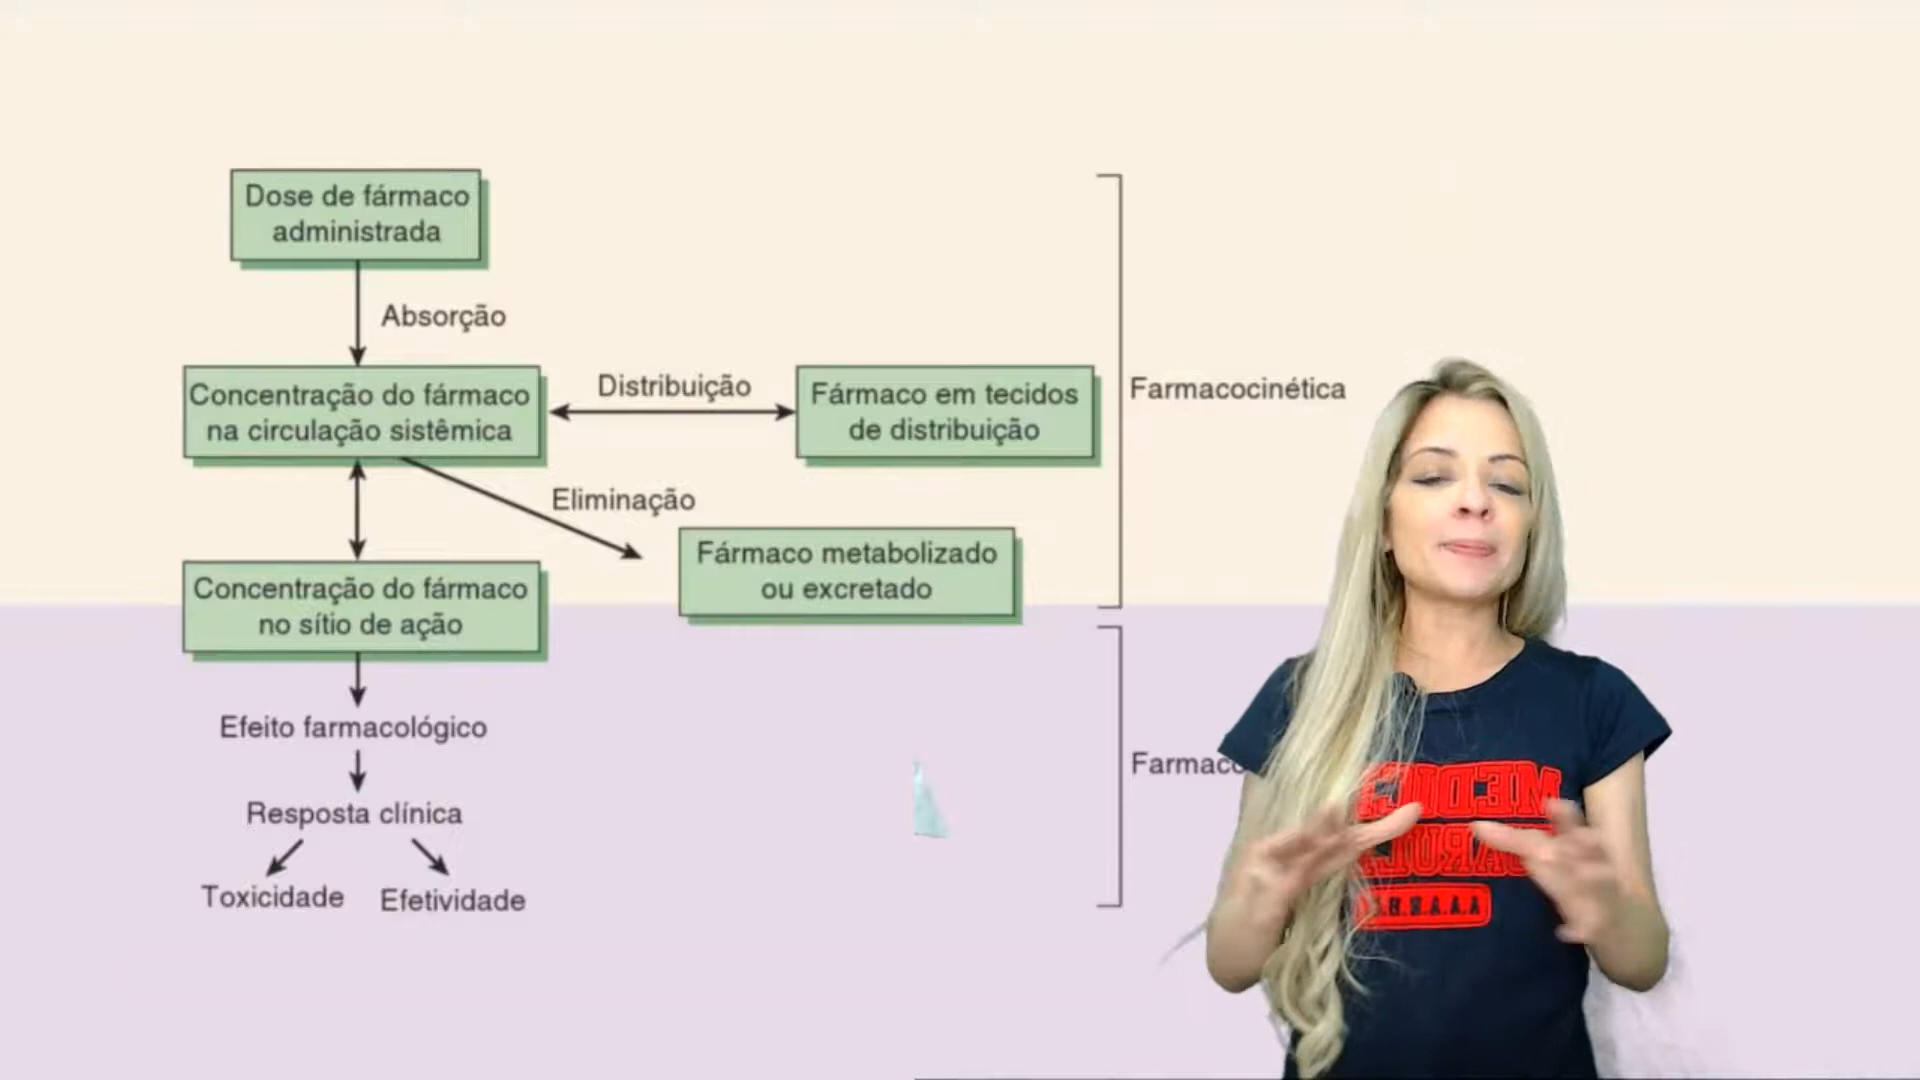 Dose de fármaco
administrada
Absorção
Concentração do fármaco
na circulação sistêmica
Distribuição
Fármaco em tecidos
de distribuição
Farmacocinética
Eliminação
Fármaco metabolizado
ou excretado
Concentração do fármaco
no sítio de ação
Efeito farmacológico
Resposta clínica
Toxicidade
Efetividade